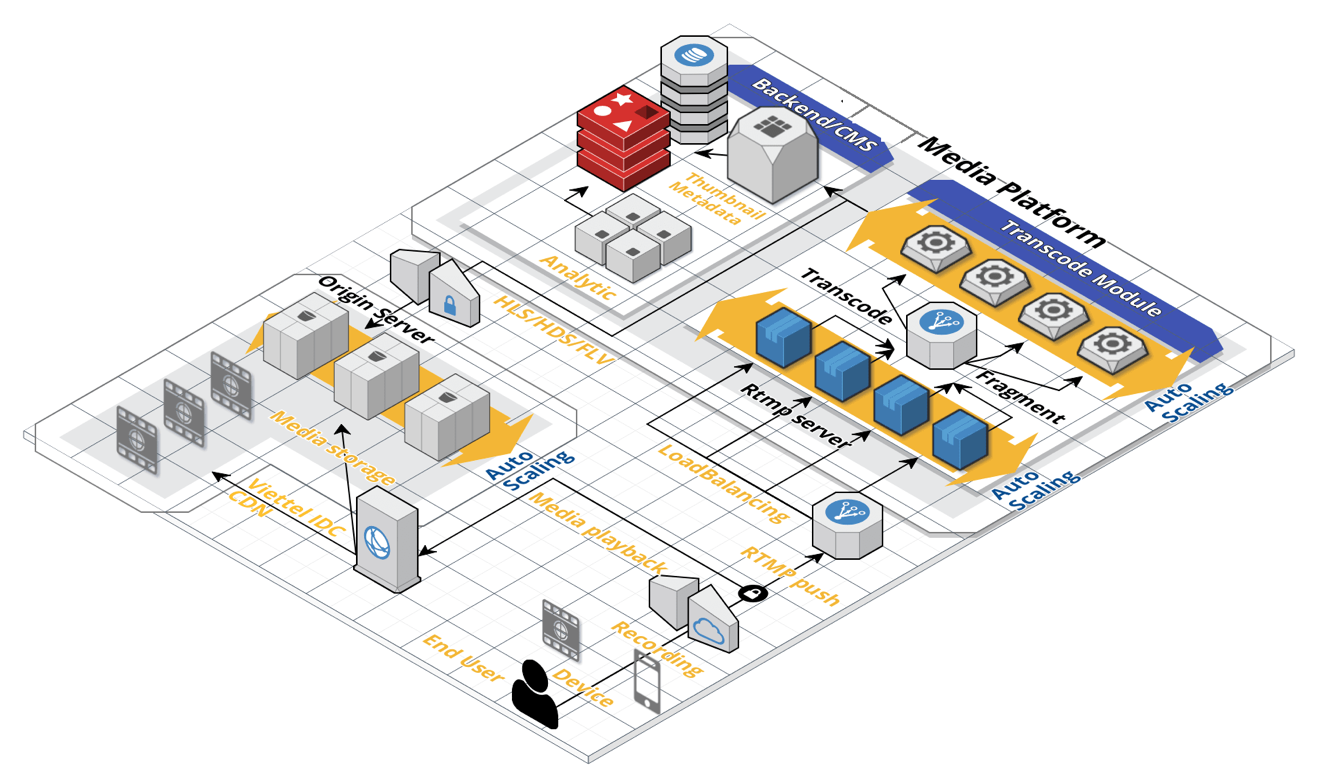 Backend/CMS
Media Platform
Thumbnail
Metadata
Transcode Module
Analytic
Transcode
Origin Server
HLS/HDS/FLV
Fragment
Auto
Scaling
Rtmp server
Media storage
LoadBalancing
Auto
Scaling
Auto
Scaling
Viettel IDC
CDN
Media playback
RTMP push
Recording
End User
Device